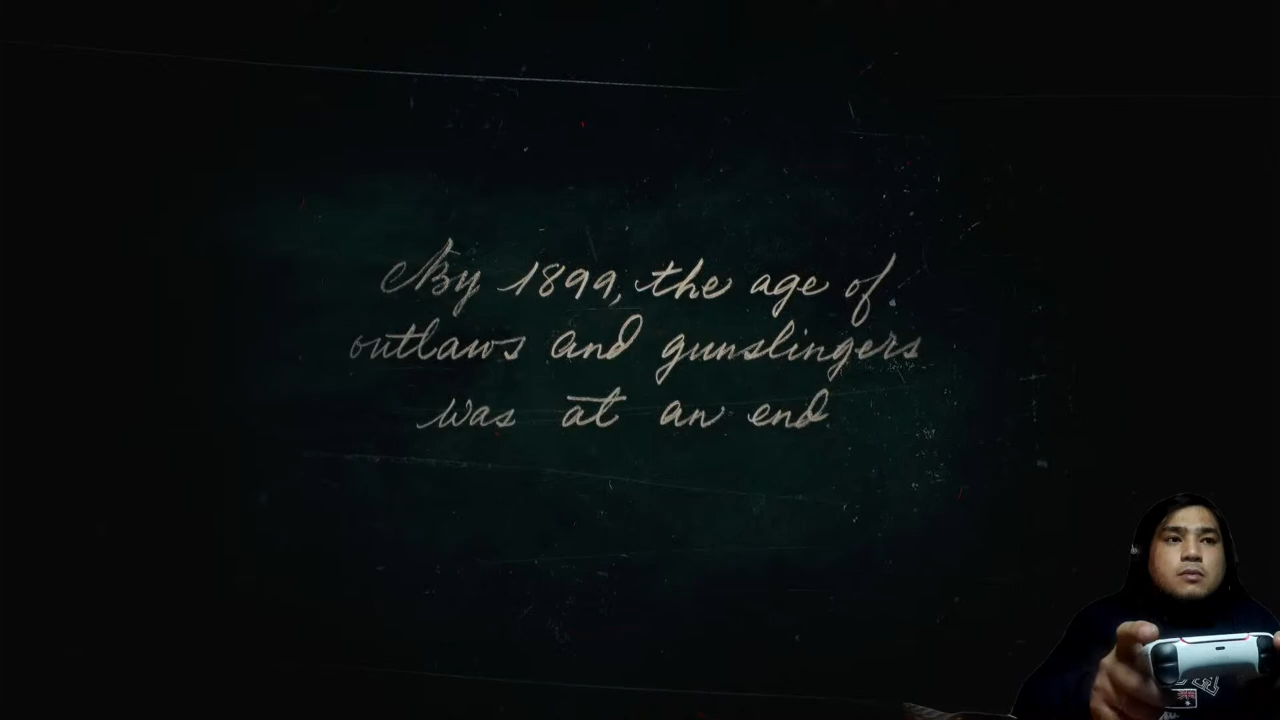 By 1899, the age of
outlaws and gunslingers
was at an end